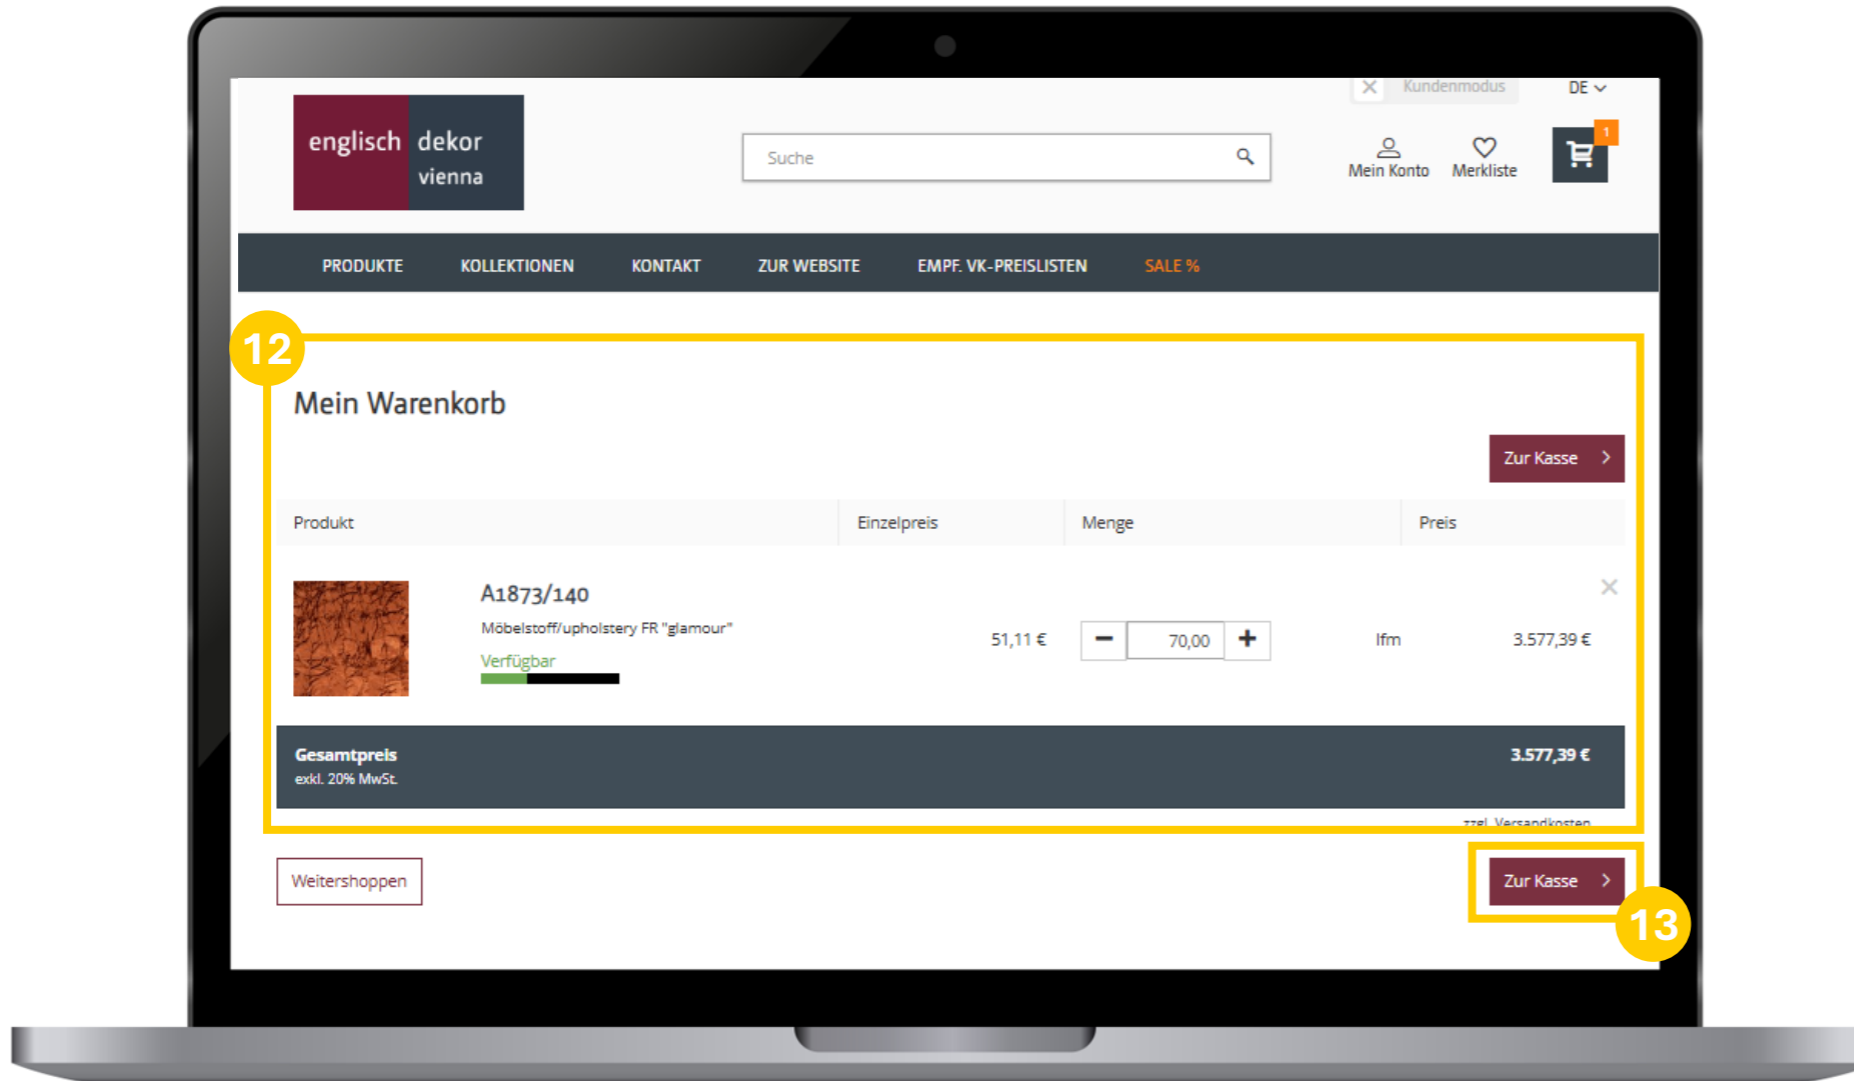 Kundenmodus
DE
englisch dekor
vienna
Suche
1
Mein Konto
Merkliste
PRODUKTE
KOLLEKTIONEN
KONTAKT
ZUR WEBSITE
EMPF. VK-PREISLISTEN
SALE %
12
Mein Warenkorb
Zur Kasse
Produkt
Einzelpreis
Menge
Preis
A1873/140
Möbelstoff/upholstery FR "glamour"
Verfügbar
51,11 €
70,00
lfm
3.577,39 €
Gesamtpreis
3.577,39 €
exkl. 20% MwSt.
zzgl. Versandkosten
Weitershoppen
Zur Kasse
13